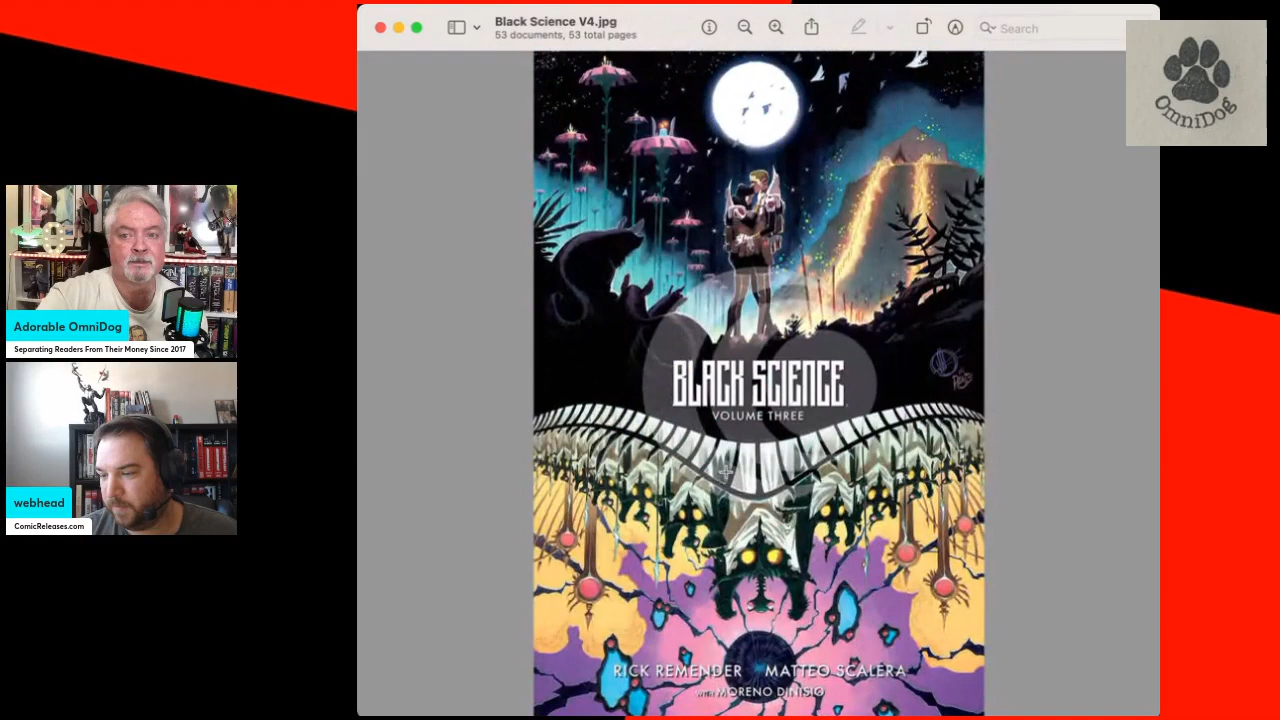 Black Science V4.jpg
53 documents, 53 total pages
Search
OmniDog
Adorable OmniDog
Separating Readers From Their Money Since 2017
webhead
ComicReleases.com
BLACK SCIENCE
VOLUME THREE
RICK REMENDER MATTEO SCALERA
WITH MORENO DINISIO